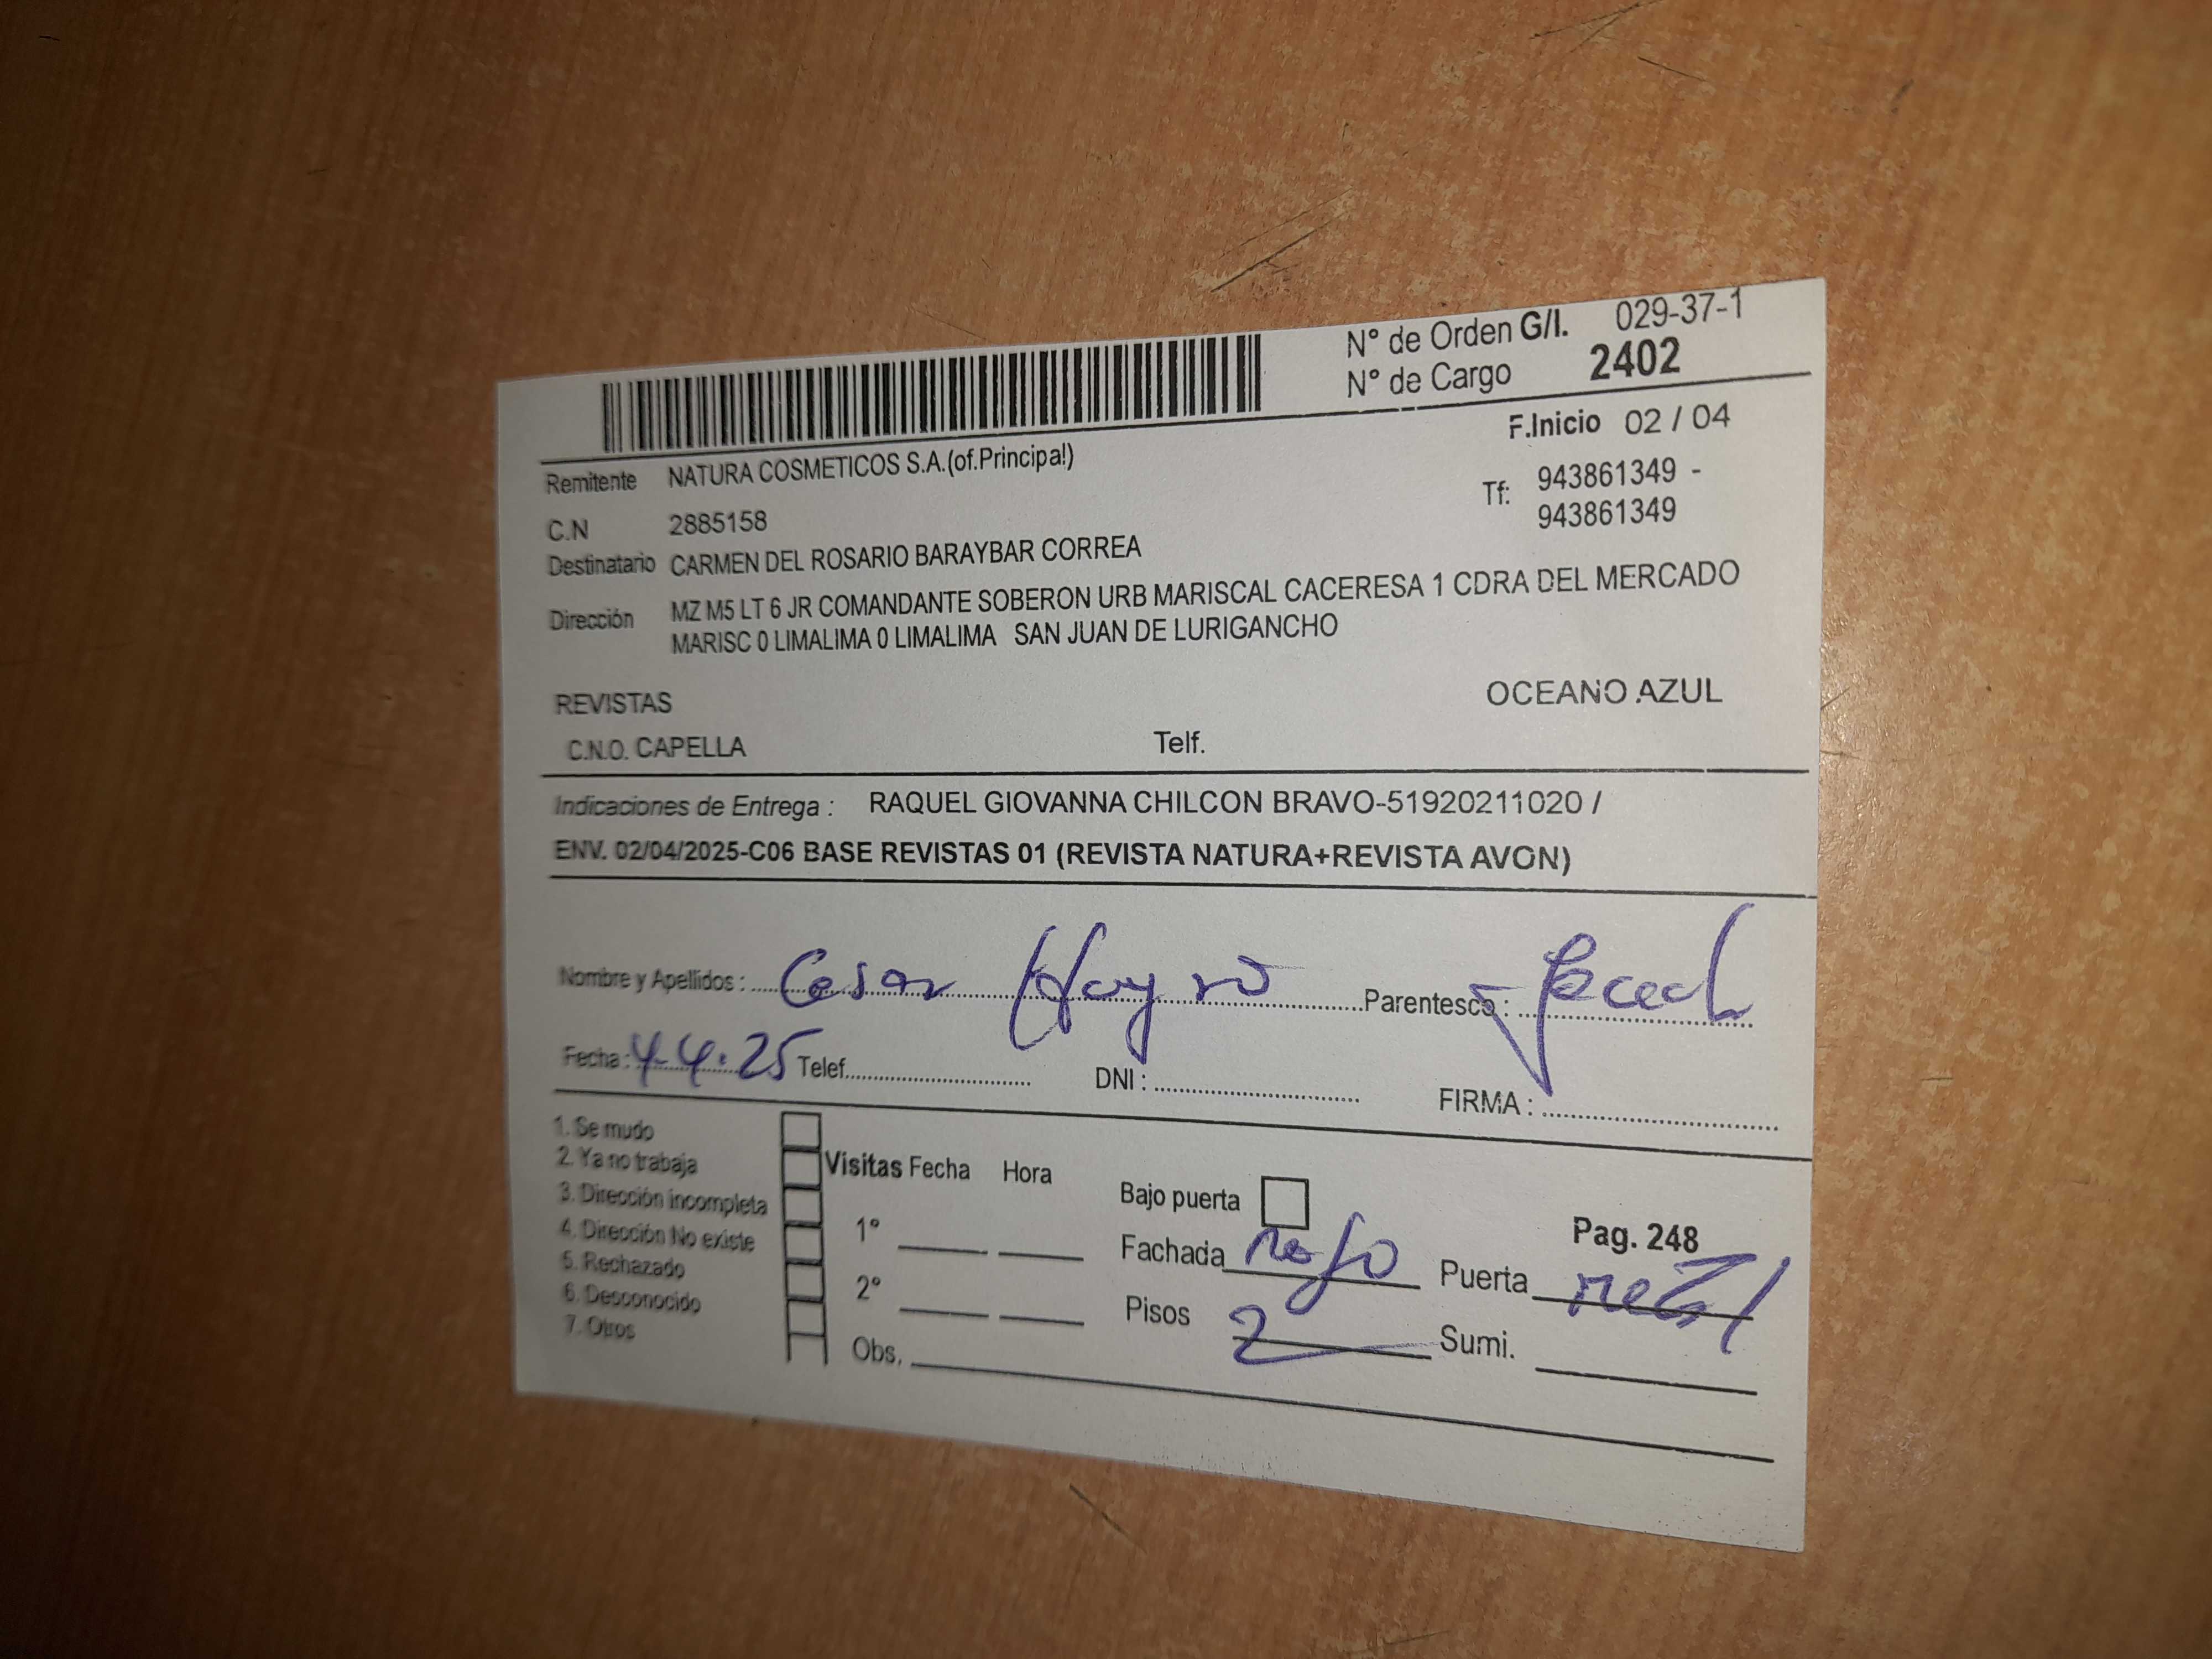 N° de Orden G/I. 029-37-1
N° de Cargo 2402
F.Inicio 02 / 04
Remitente NATURA COSMETICOS S.A.(of.Principal)
Tf: 943861349 -
943861349
C.N 2885158
Destinatario CARMEN DEL ROSARIO BARAYBAR CORREA
Dirección MZ M5 LT 6 JR COMANDANTE SOBERON URB MARISCAL CACERESA 1 CDRA DEL MERCADO
MARISC 0 LIMALIMA 0 LIMALIMA SAN JUAN DE LURIGANCHO
REVISTAS OCEANO AZUL
C.N.O. CAPELLA Telf.
Indicaciones de Entrega : RAQUEL GIOVANNA CHILCON BRAVO-51920211020 /
ENV. 02/04/2025-C06 BASE REVISTAS 01 (REVISTA NATURA+REVISTA AVON)
Nombre y Apellidos : Cesar Parentesco :
Fecha : 4-4.25 Telef. DNI : FIRMA :
1. Se mudo
2. Ya no trabaja
3. Dirección incompleta
4. Dirección No existe
5. Rechazado
6. Desconocido
7. Otros
Visitas Fecha Hora
1°
2°
Obs.
Bajo puerta
Pag. 248
Fachada rojo Puerta metal
Pisos 2 Sumi.